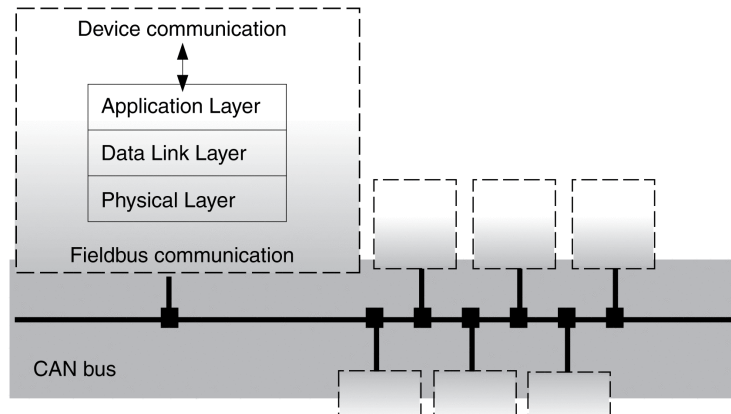 Device communication
Application Layer
Data Link Layer
Physical Layer
Fieldbus communication
CAN bus